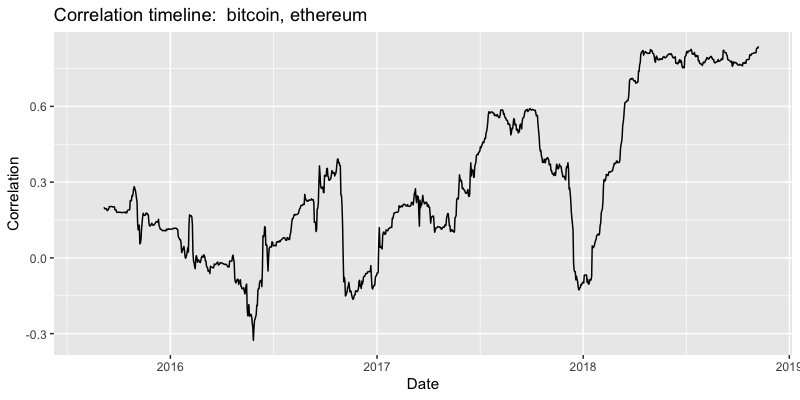 Correlation timeline:  bitcoin, ethereum
Correlation
0.6
0.3
0.0
-0.3
2016
2017
2018
2019
Date